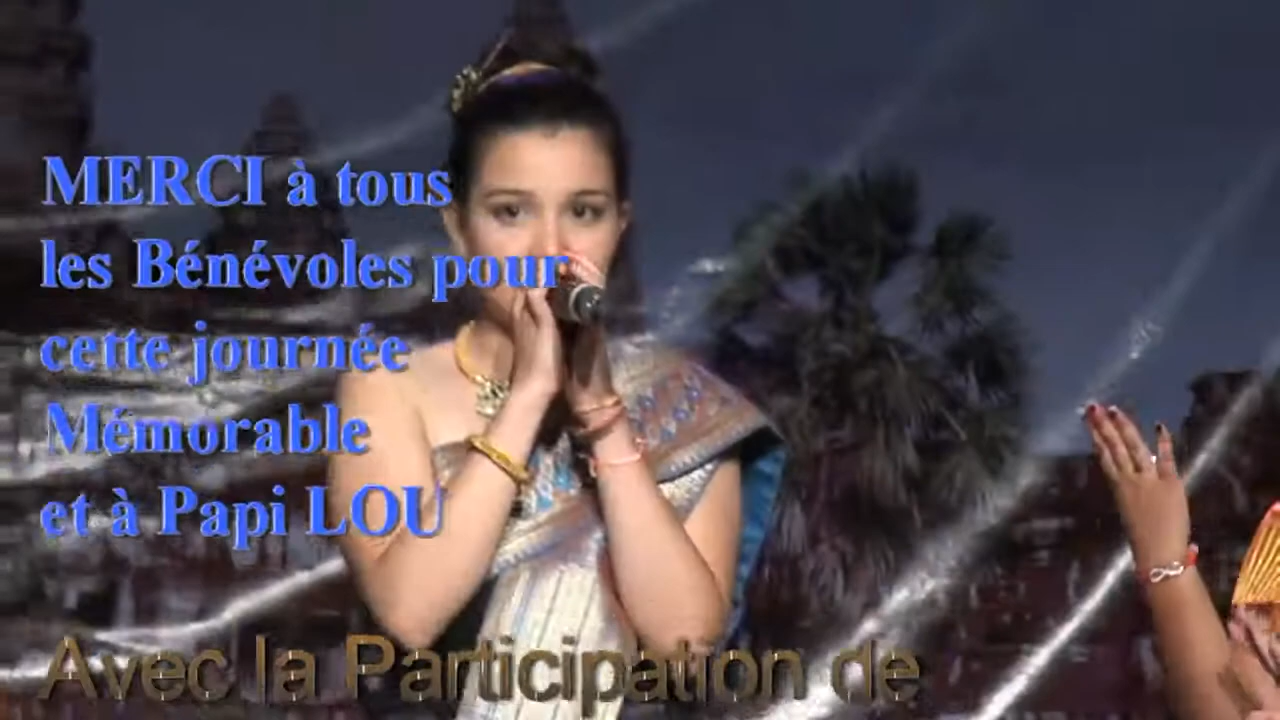 MERCI à tous
les Bénévoles pour
cette journée
Mémorable
et à Papi LOU
Avec la Participation de